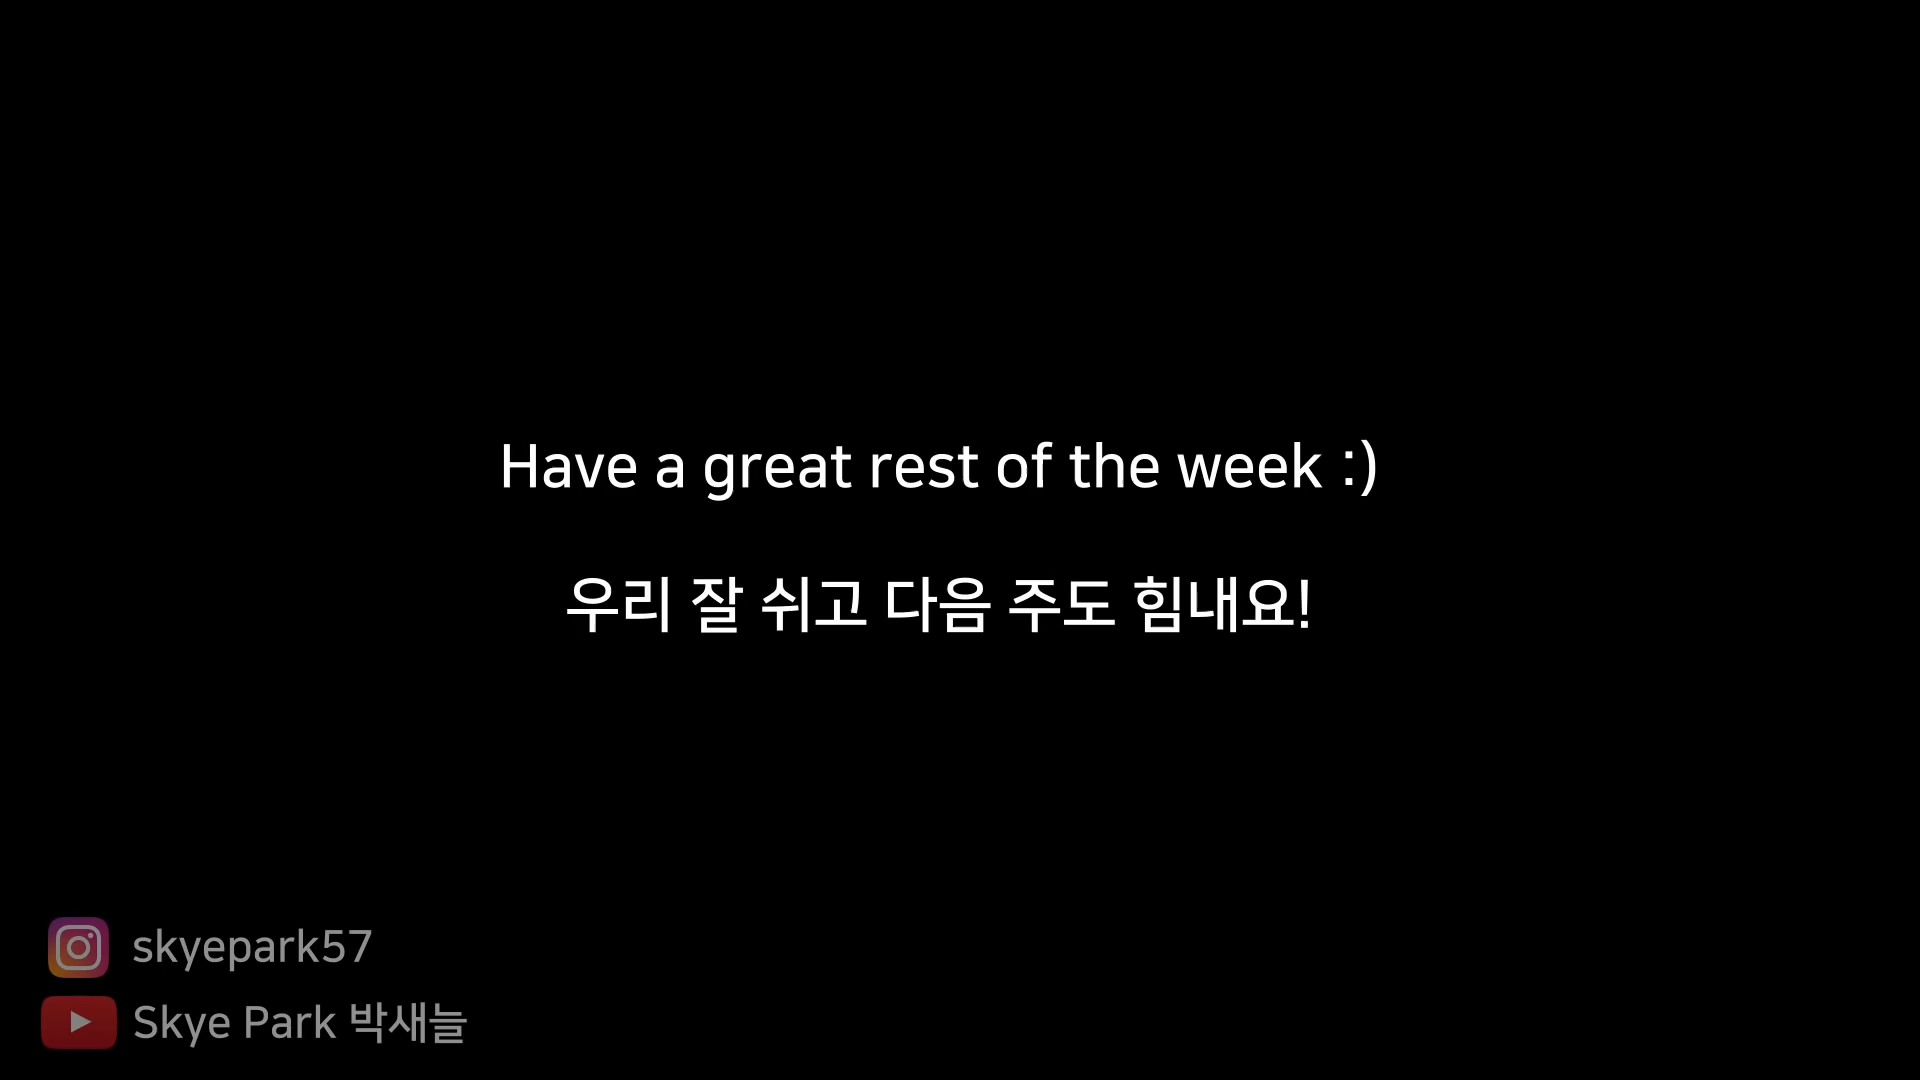 Have a great rest of the week :)
우리 잘 쉬고 다음 주도 힘내요!
skyepark57
Skye Park 박새늘